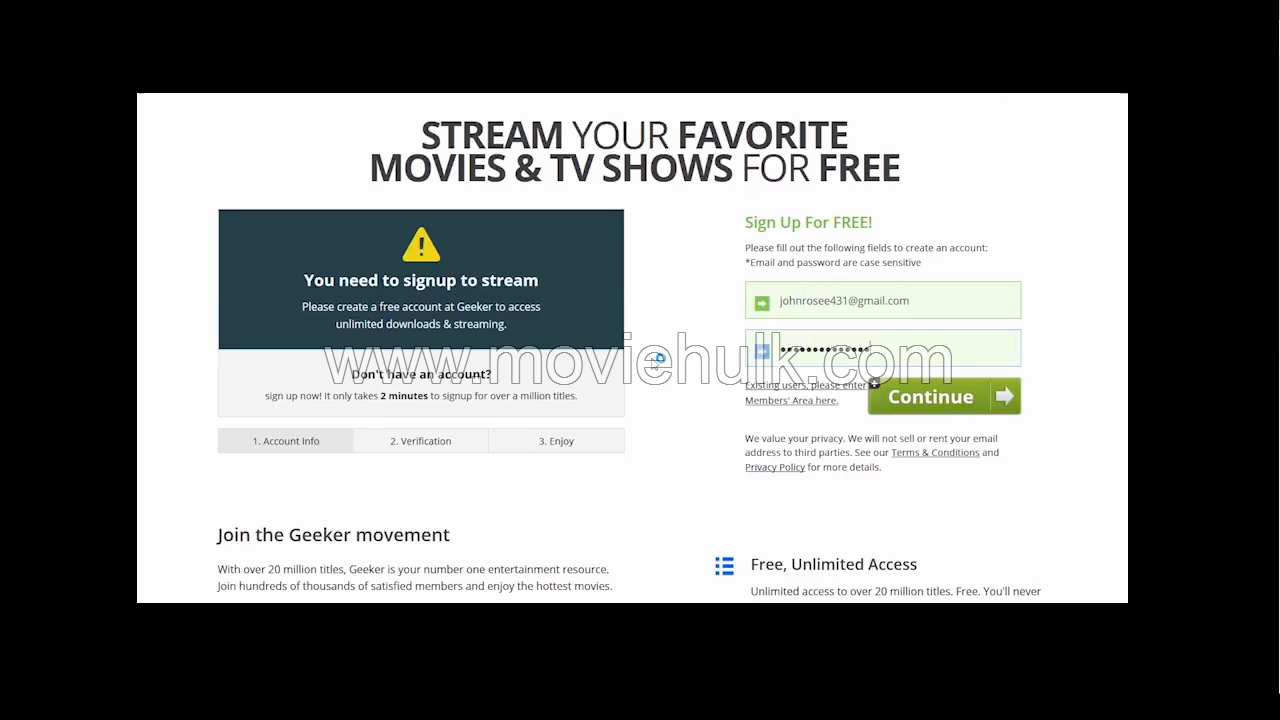 STREAM YOUR FAVORITE
MOVIES & TV SHOWS FOR FREE
You need to signup to stream
Please create a free account at Geeker to access
unlimited downloads & streaming.
Don't have an account?
sign up now! It only takes 2 minutes to signup for over a million titles.
1. Account Info
2. Verification
3. Enjoy
Sign Up For FREE!
Please fill out the following fields to create an account:
*Email and password are case sensitive
johnrosee431@gmail.com
www.moviehulk.com
Existing users, please enter
Members' Area here.
Continue
We value your privacy. We will not sell or rent your email
address to third parties. See our Terms & Conditions and
Privacy Policy for more details.
Join the Geeker movement
With over 20 million titles, Geeker is your number one entertainment resource.
Join hundreds of thousands of satisfied members and enjoy the hottest movies.
Free, Unlimited Access
Unlimited access to over 20 million titles. Free. You'll never